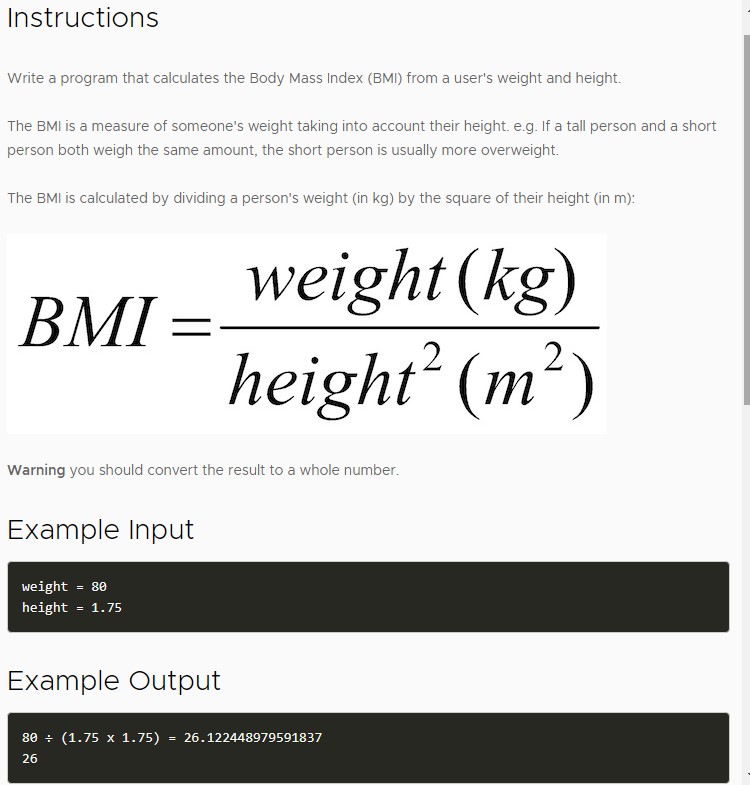 Instructions
Write a program that calculates the Body Mass Index (BMI) from a user's weight and height.
The BMI is a measure of someone's weight taking into account their height. e.g. If a tall person and a short
person both weigh the same amount, the short person is usually more overweight.
The BMI is calculated by dividing a person's weight (in kg) by the square of their height (in m):
BMI = weight (kg) / height² (m²)
Warning you should convert the result to a whole number.
Example Input
weight = 80
height = 1.75
Example Output
80 ÷ (1.75 x 1.75) = 26.122448979591837
26